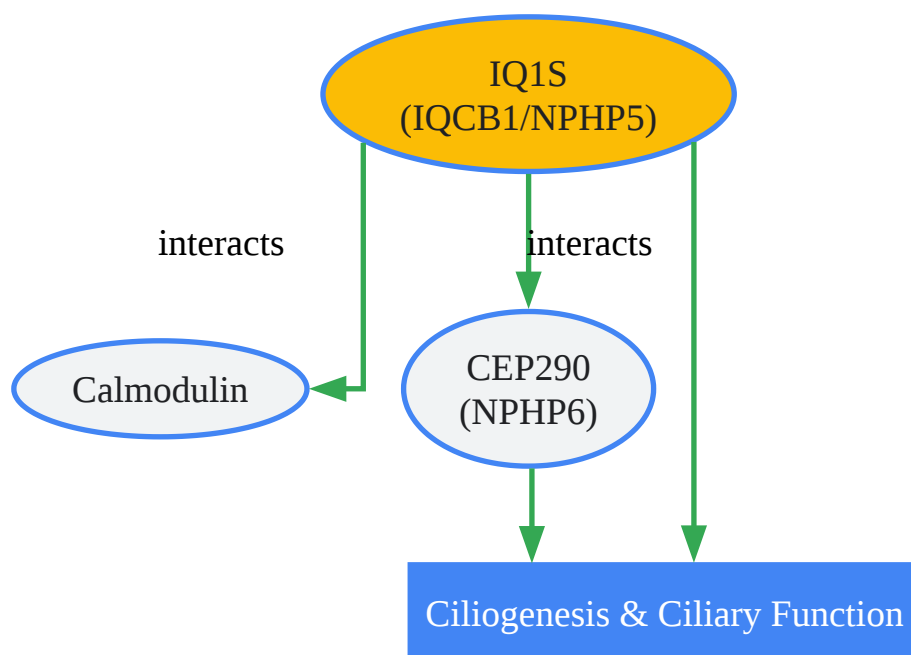 IQ1S
(IQCB1/NPHP5)
interacts
interacts
CEP290
(NPHP6)
Calmodulin
Ciliogenesis & Ciliary Function